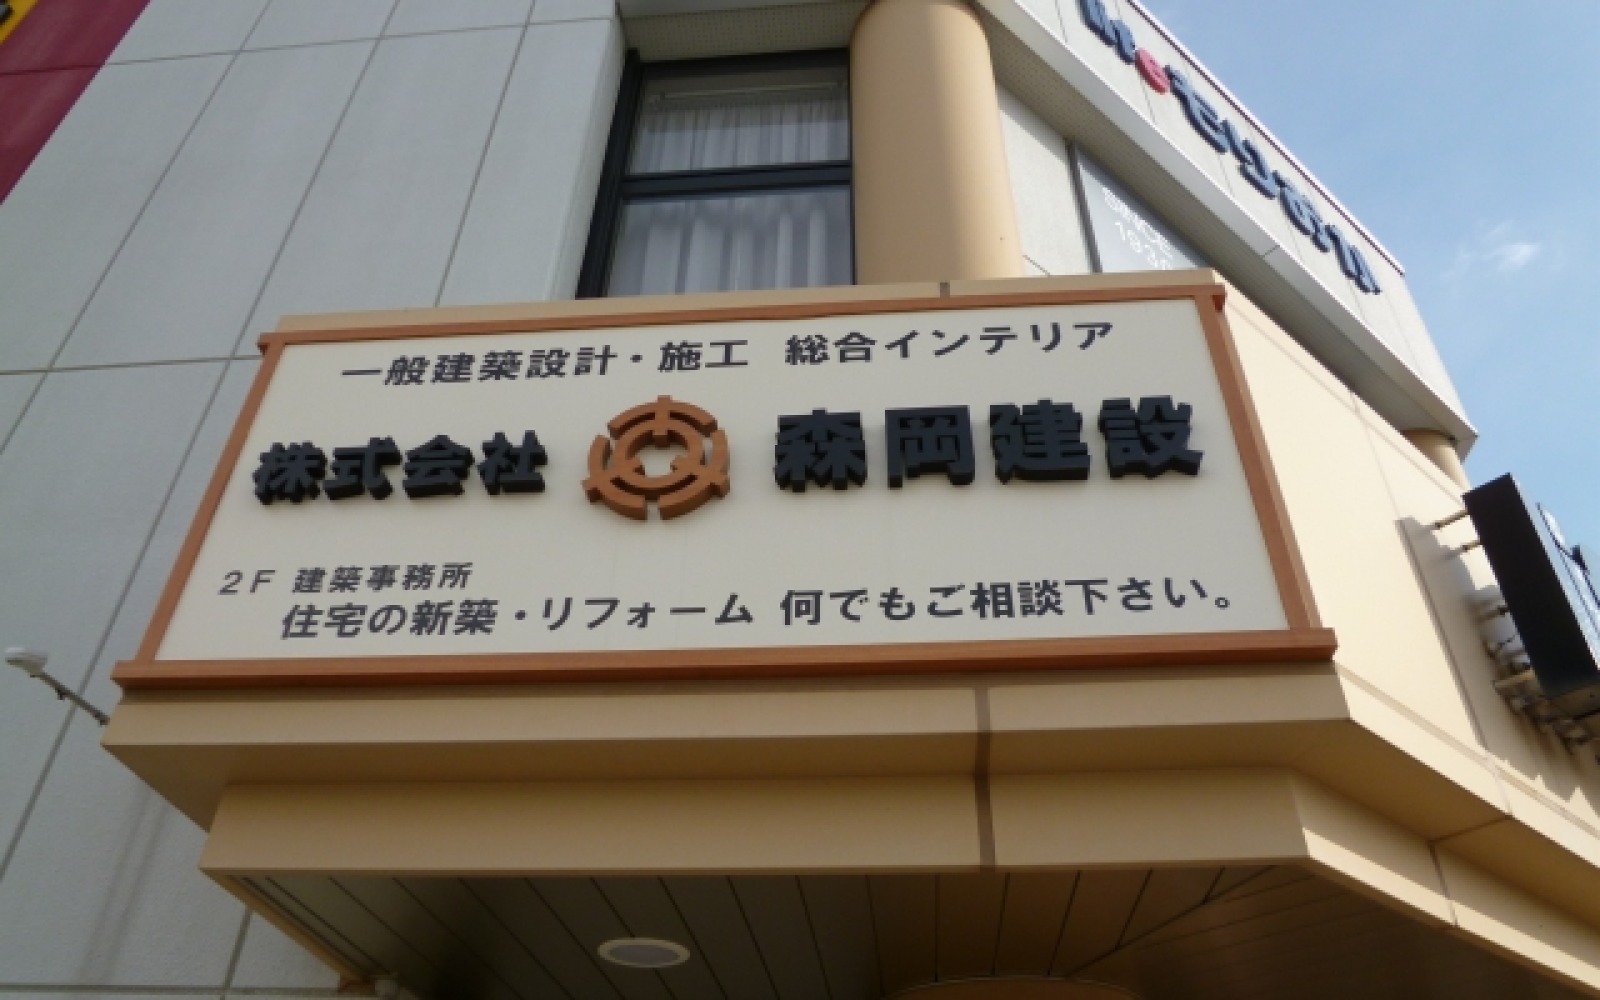 一般建築設計・施工 総合インテリア
株式会社 森岡建設
2F 建築事務所
住宅の新築・リフォーム 何でもご相談下さい。
SINCE